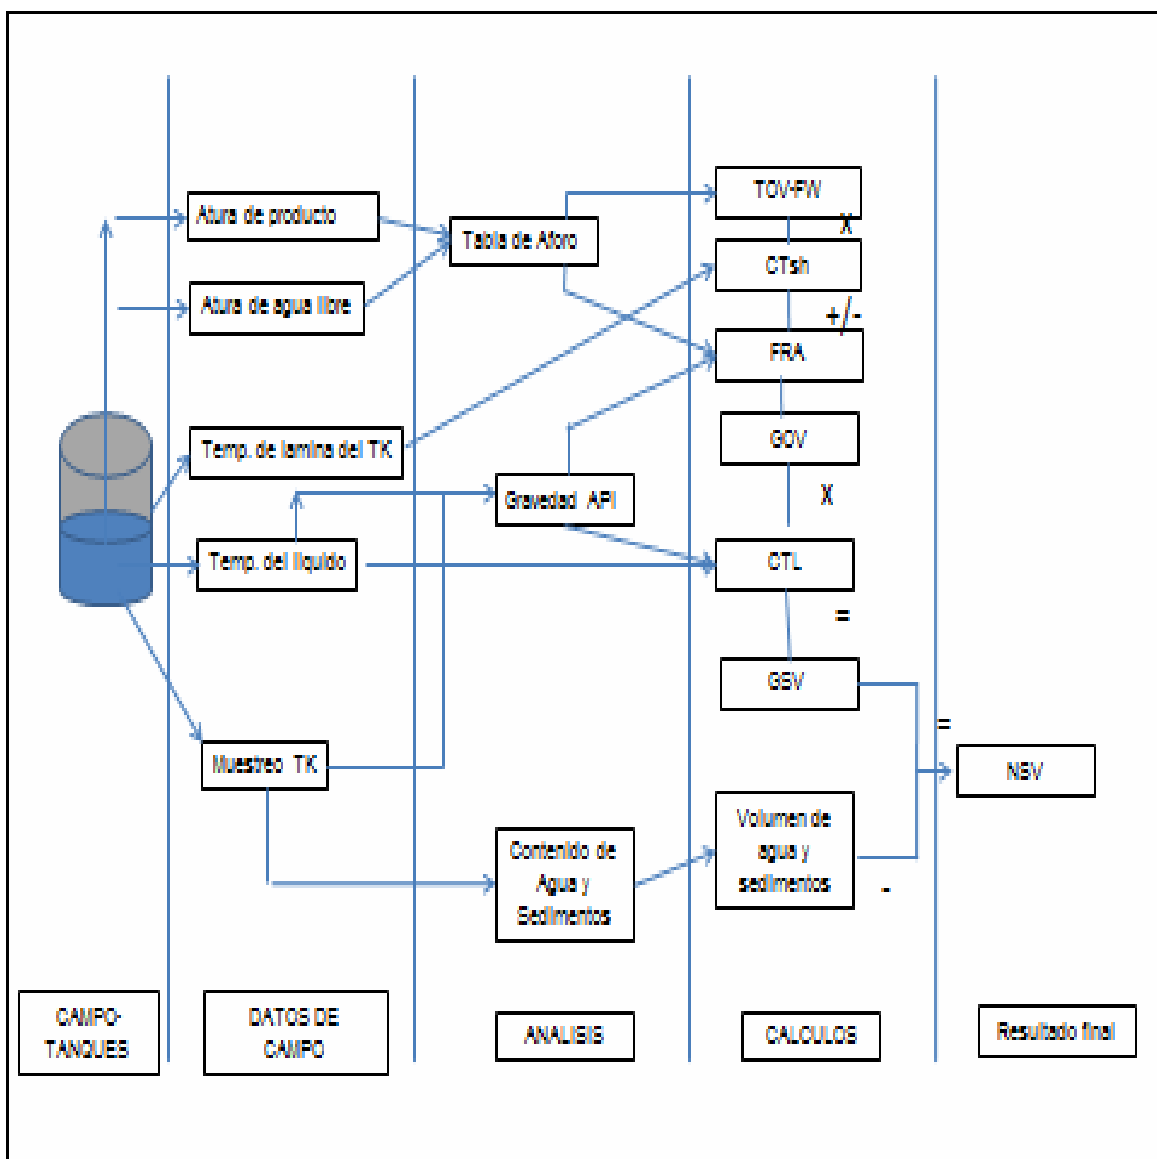 Atura de producto
Atura de agua libre
Temp. de lamina del TK
Temp. del liquido
Muestreo TK
Tabla de Aforo
Gravedad API
Contenido de
Agua y
Sedimentos
TOV-FW
X
CTsh
+/-
FRA
GOV
X
CTL
=
GSV
Volumen de
agua y
sedimentos
-
=
NSV
CAMPO-
TANQUES
DATOS DE
CAMPO
ANALISIS
CALCULOS
Resultado final